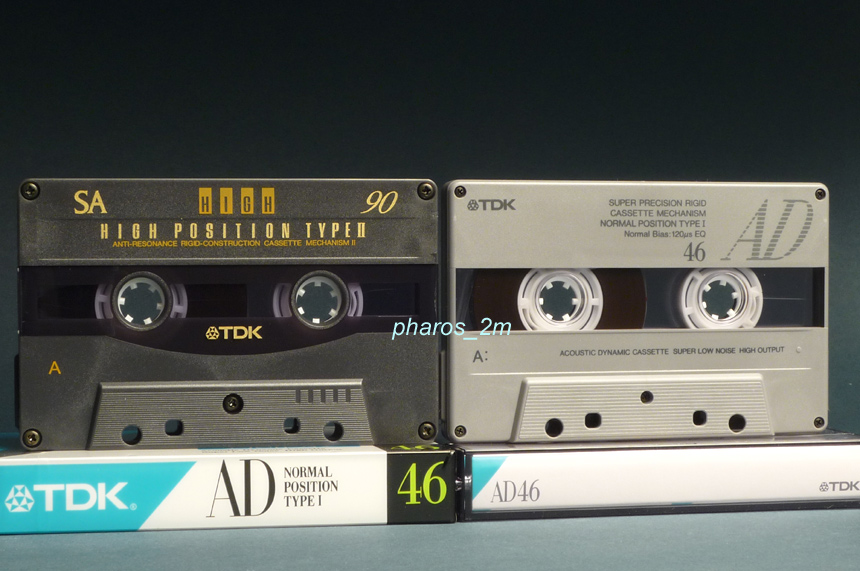 SA
HIGH
90
HIGH POSITION TYPE II
ANTI-RESONANCE RIGID-CONSTRUCTION CASSETTE MECHANISM II
TDK
A
TDK
SUPER PRECISION RIGID
CASSETTE MECHANISM
NORMAL POSITION TYPE I
Normal Bias: 120µs EQ
46
AD
pharos_2m
A:
ACOUSTIC DYNAMIC CASSETTE SUPER LOW NOISE HIGH OUTPUT
TDK®
AD
NORMAL
POSITION
TYPE I
46
AD46
TDK